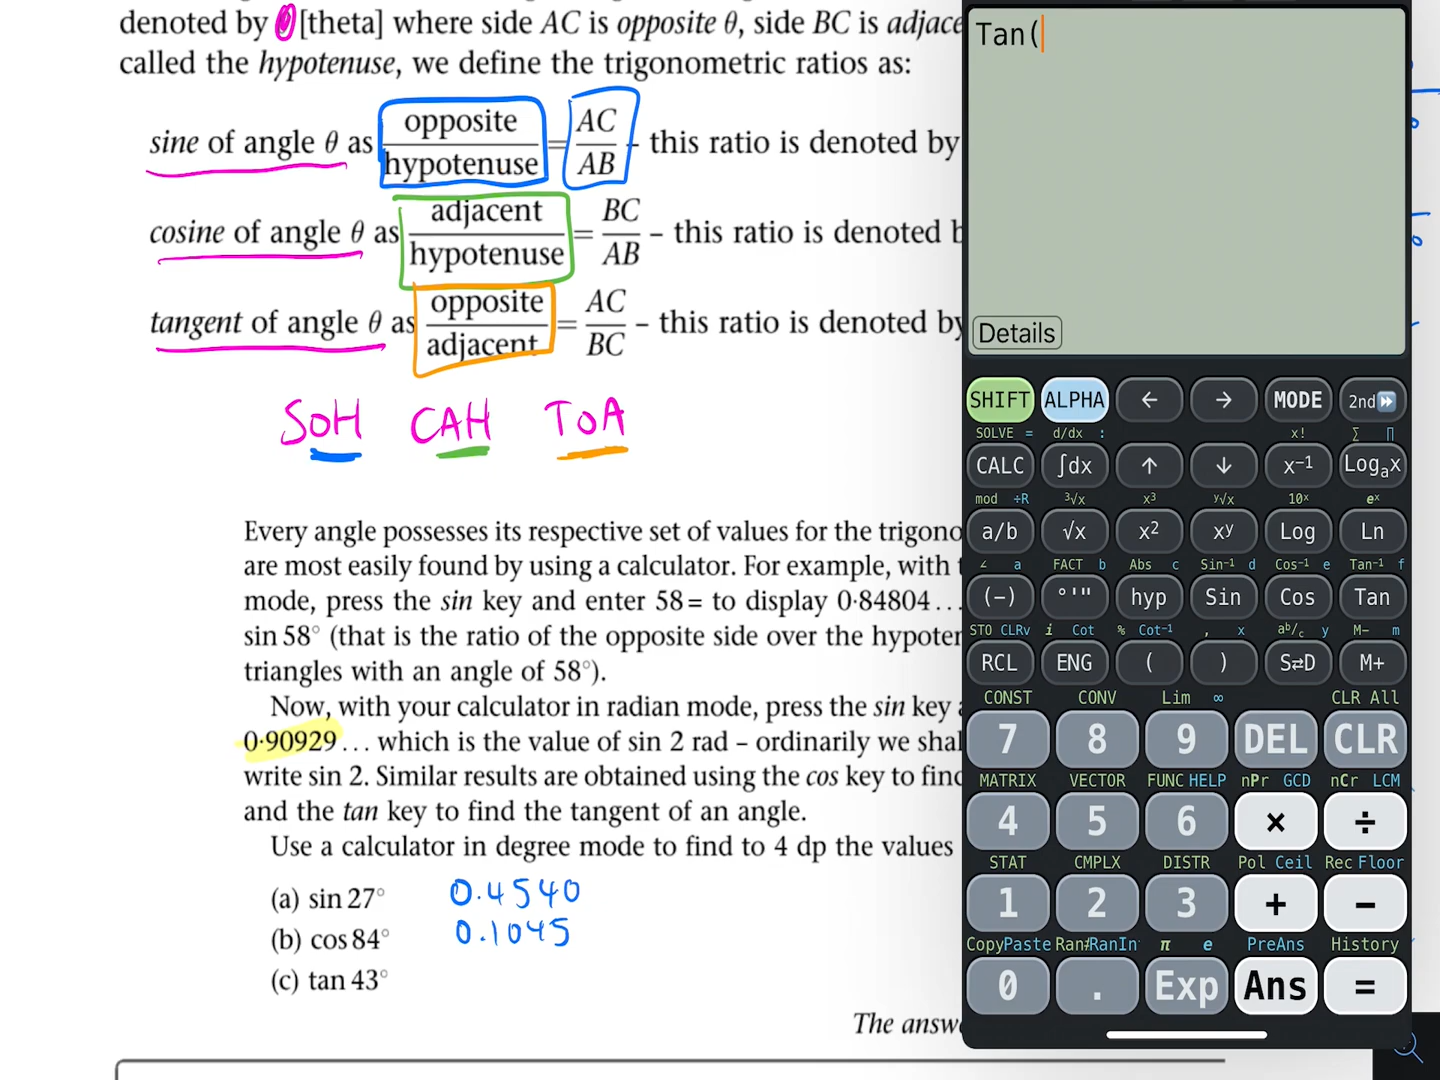 denoted by θ [theta] where side AC is opposite θ, side BC is adjace
called the hypotenuse, we define the trigonometric ratios as:
sine of angle θ as opposite/hypotenuse = AC/AB – this ratio is denoted by
cosine of angle θ as adjacent/hypotenuse = BC/AB – this ratio is denoted b
tangent of angle θ as opposite/adjacent = AC/BC – this ratio is denoted by
SOH CAH TOA
Every angle possesses its respective set of values for the trigono
are most easily found by using a calculator. For example, with
mode, press the sin key and enter 58 = to display 0·84804...
sin 58° (that is the ratio of the opposite side over the hypoten
triangles with an angle of 58°).
Now, with your calculator in radian mode, press the sin key
0·90929... which is the value of sin 2 rad – ordinarily we shal
write sin 2. Similar results are obtained using the cos key to find
and the tan key to find the tangent of an angle.
Use a calculator in degree mode to find to 4 dp the values
(a) sin 27° 0.4540
(b) cos 84° 0.1045
(c) tan 43°
The answ
Tan(
Details
SHIFT ALPHA ← → MODE 2nd
SOLVE = d/dx : x! ∑ ∏
CALC ∫dx ↑ ↓ x⁻¹ Logₐx
mod ÷R ³√x x³ ʸ√x 10ˣ eˣ
a/b √x x² xʸ Log Ln
∠ a FACT b Abs c Sin⁻¹ d Cos⁻¹ e Tan⁻¹ f
(−) °'" hyp Sin Cos Tan
STO CLRv i Cot % Cot⁻¹ , x aᵇ/c y M− m
RCL ENG ( ) S⇄D M+
CONST CONV Lim ∞ CLR All
7 8 9 DEL CLR
MATRIX VECTOR FUNC HELP nPr GCD nCr LCM
4 5 6 × ÷
STAT CMPLX DISTR Pol Ceil Rec Floor
1 2 3 + −
Copy Paste Ran# RanIn π e PreAns History
0 . Exp Ans =